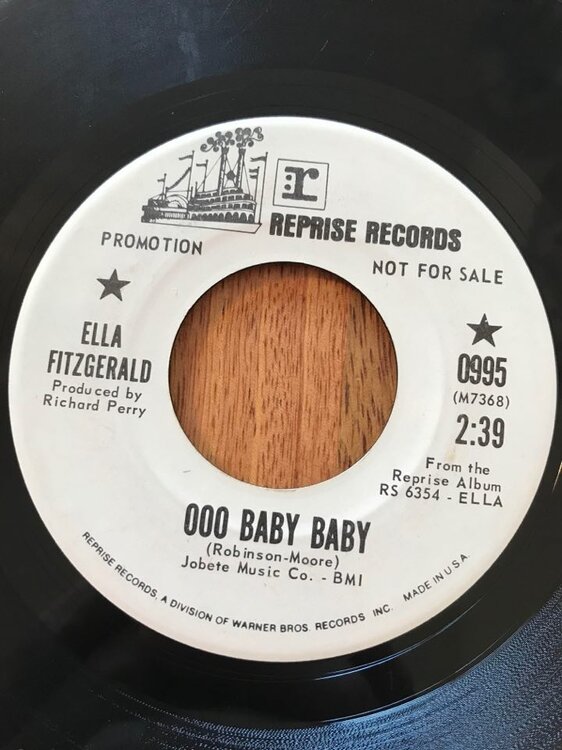 :r
REPRISE RECORDS
PROMOTION
NOT FOR SALE
ELLA
FITZGERALD
Produced by
Richard Perry
0995
(M7368)
2:39
From the
Reprise Album
RS 6354 - ELLA
OOO BABY BABY
(Robinson-Moore)
Jobete Music Co. - BMI
REPRISE RECORDS, A DIVISION OF WARNER BROS. RECORDS INC. MADE IN U.S.A.